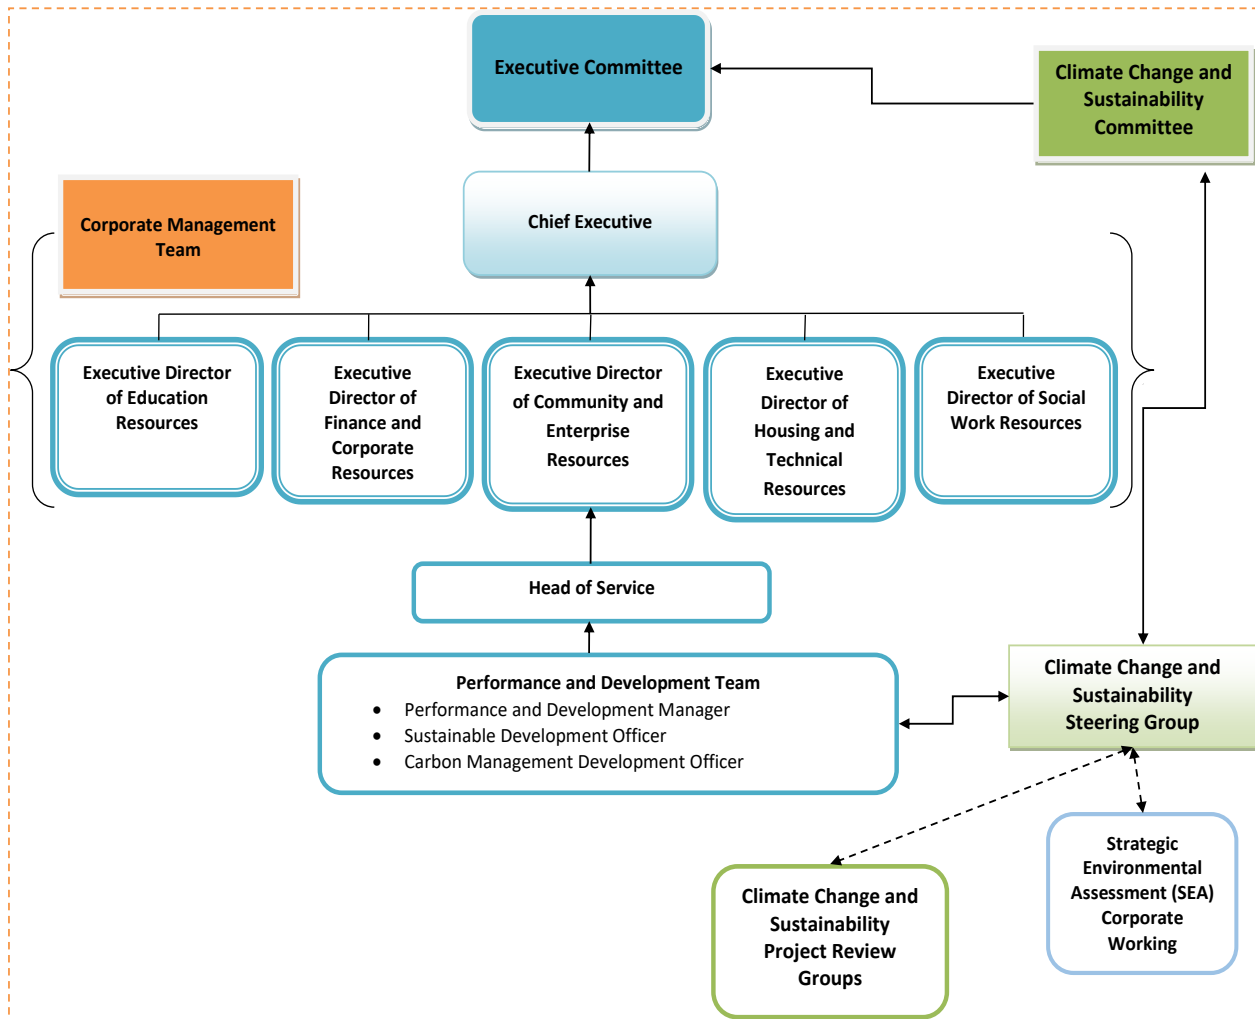 Executive Committee
Climate Change and
Sustainability
Committee
Corporate Management
Team
Chief Executive
Executive Director
of Education
Resources
Executive
Director of
Finance and
Corporate
Resources
Executive Director
of Community and
Enterprise
Resources
Executive
Director of
Housing and
Technical
Resources
Executive
Director of Social
Work Resources
Head of Service
Performance and Development Team
• Performance and Development Manager
• Sustainable Development Officer
• Carbon Management Development Officer
Climate Change and
Sustainability
Steering Group
Climate Change and
Sustainability
Project Review
Groups
Strategic
Environmental
Assessment (SEA)
Corporate
Working